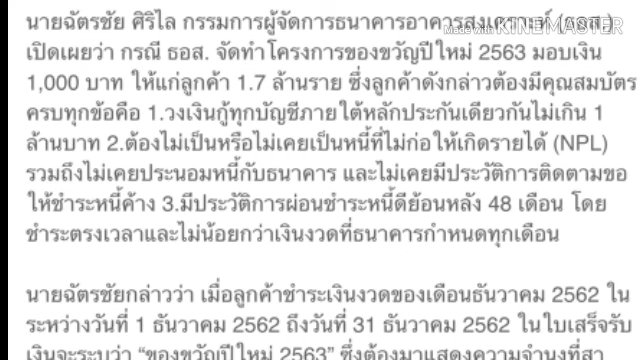 นายฉัตรชัย ศิริไล กรรมการผู้จัดการธนาคารอาคารสงเคราะห์ (ธอส.)
Made with KINEMASTER
เปิดเผยว่า กรณี ธอส. จัดทำโครงการของขวัญปีใหม่ 2563 มอบเงิน
1,000 บาท ให้แก่ลูกค้า 1.7 ล้านราย ซึ่งลูกค้าดังกล่าวต้องมีคุณสมบัติ
ครบทุกข้อคือ 1.วงเงินกู้ทุกบัญชีภายใต้หลักประกันเดียวกันไม่เกิน 1
ล้านบาท 2.ต้องไม่เป็นหรือไม่เคยเป็นหนี้ที่ไม่ก่อให้เกิดรายได้ (NPL)
รวมถึงไม่เคยประนอมหนี้กับธนาคาร และไม่เคยมีประวัติการติดตามขอ
ให้ชำระหนี้ค้าง 3.มีประวัติการผ่อนชำระหนี้ดีย้อนหลัง 48 เดือน โดย
ชำระตรงเวลาและไม่น้อยกว่าเงินงวดที่ธนาคารกำหนดทุกเดือน
นายฉัตรชัยกล่าวว่า เมื่อลูกค้าชำระเงินงวดของเดือนธันวาคม 2562 ใน
ระหว่างวันที่ 1 ธันวาคม 2562 ถึงวันที่ 31 ธันวาคม 2562 ในใบเสร็จรับ
เงินจะระบุว่า “ของขวัญปีใหม่ 2563” ซึ่งต้องมาแสดงความจำนงที่สา